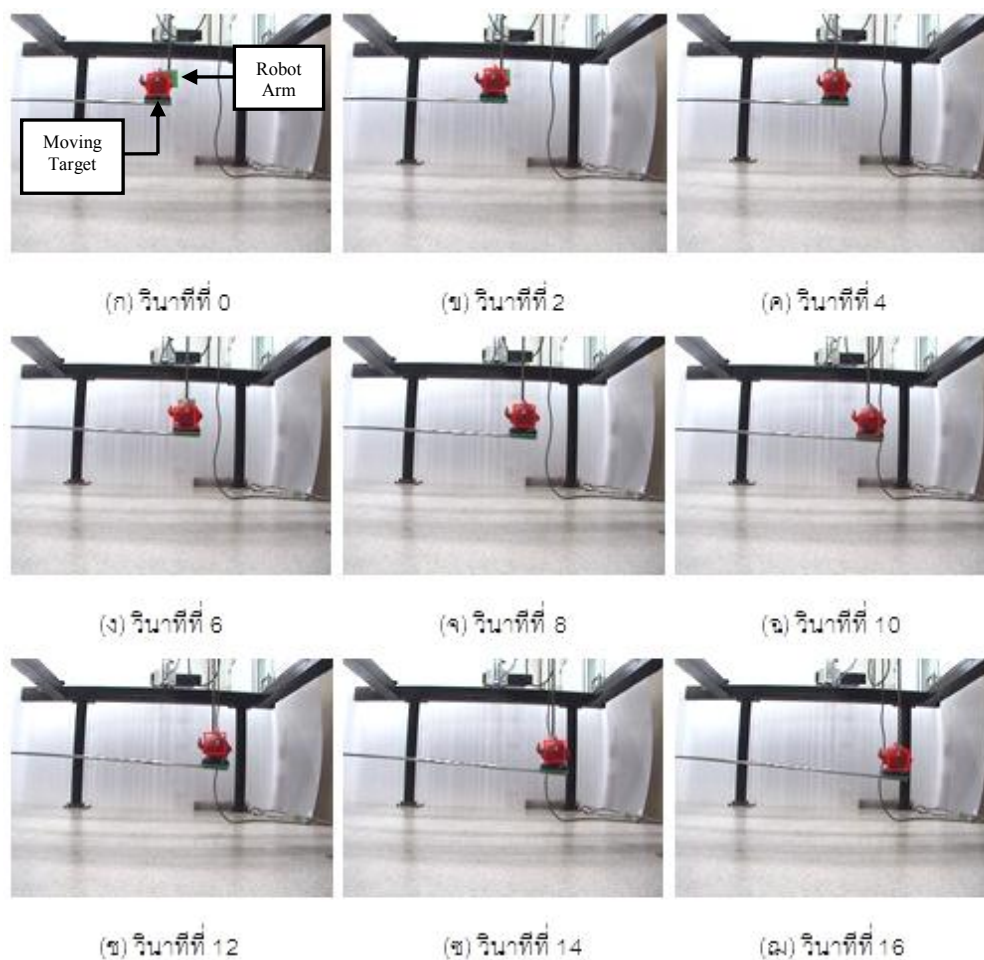 Robot
Arm
Moving
Target
(ก) วินาทีที่ 0
(ข) วินาทีที่ 2
(ค) วินาทีที่ 4
(ง) วินาทีที่ 6
(จ) วินาทีที่ 8
(ฉ) วินาทีที่ 10
(ช) วินาทีที่ 12
(ซ) วินาทีที่ 14
(ฌ) วินาทีที่ 16